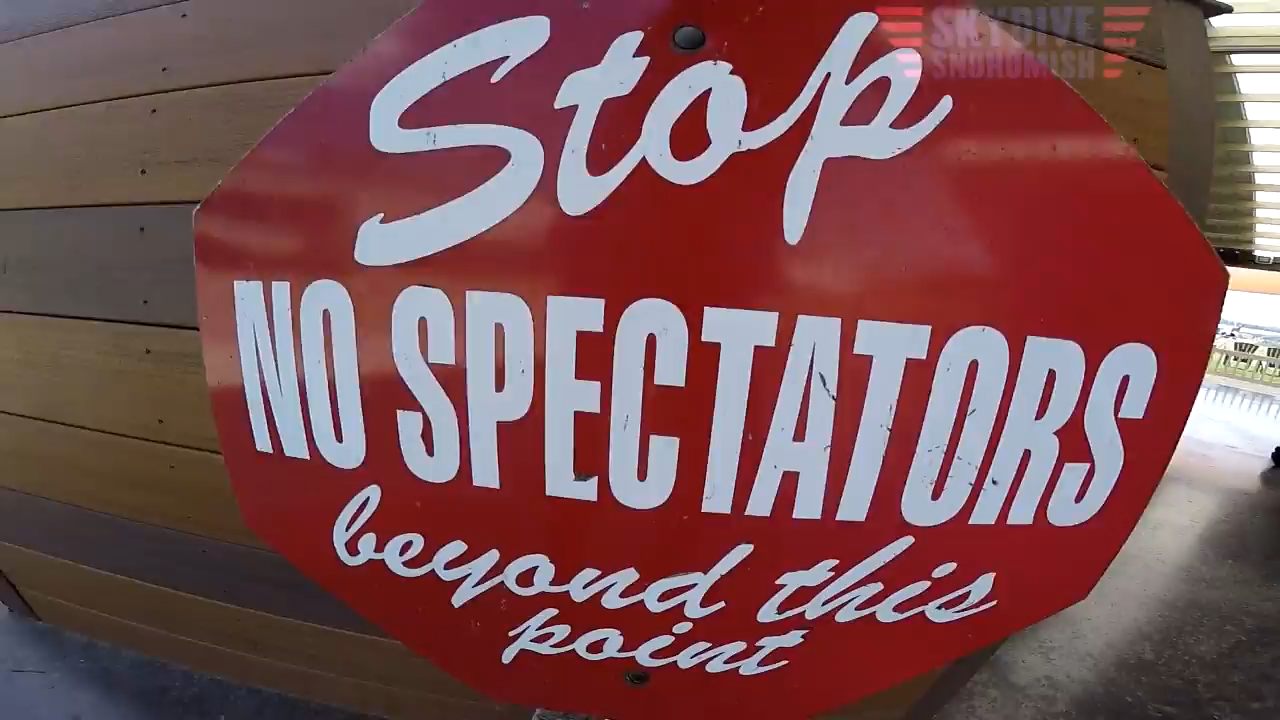 SKYDIVE
SNOHOMISH
Stop
NO SPECTATORS
beyond this
point